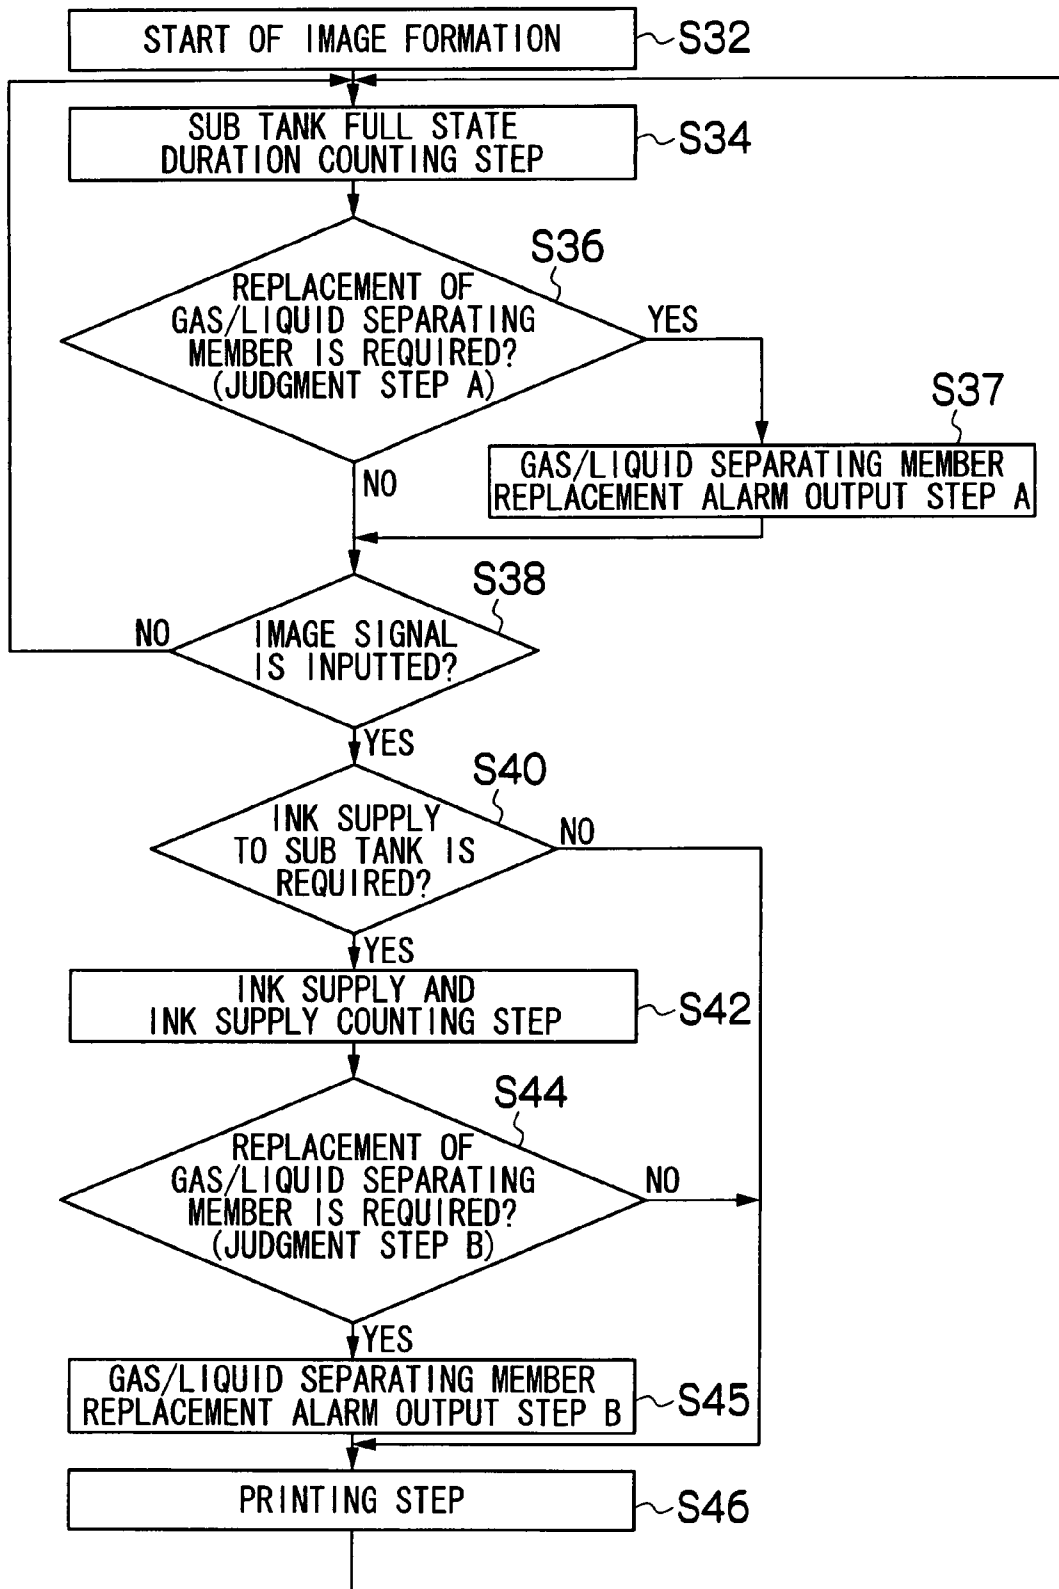 START OF IMAGE FORMATION
S32
SUB TANK FULL STATE
DURATION COUNTING STEP
S34
S36
REPLACEMENT OF
GAS/LIQUID SEPARATING
MEMBER IS REQUIRED?
(JUDGMENT STEP A)
YES
NO
S37
GAS/LIQUID SEPARATING MEMBER
REPLACEMENT ALARM OUTPUT STEP A
S38
IMAGE SIGNAL
IS INPUTTED?
NO
YES
S40
INK SUPPLY
TO SUB TANK IS
REQUIRED?
NO
YES
INK SUPPLY AND
INK SUPPLY COUNTING STEP
S42
S44
REPLACEMENT OF
GAS/LIQUID SEPARATING
MEMBER IS REQUIRED?
(JUDGMENT STEP B)
NO
YES
GAS/LIQUID SEPARATING MEMBER
REPLACEMENT ALARM OUTPUT STEP B
S45
PRINTING STEP
S46